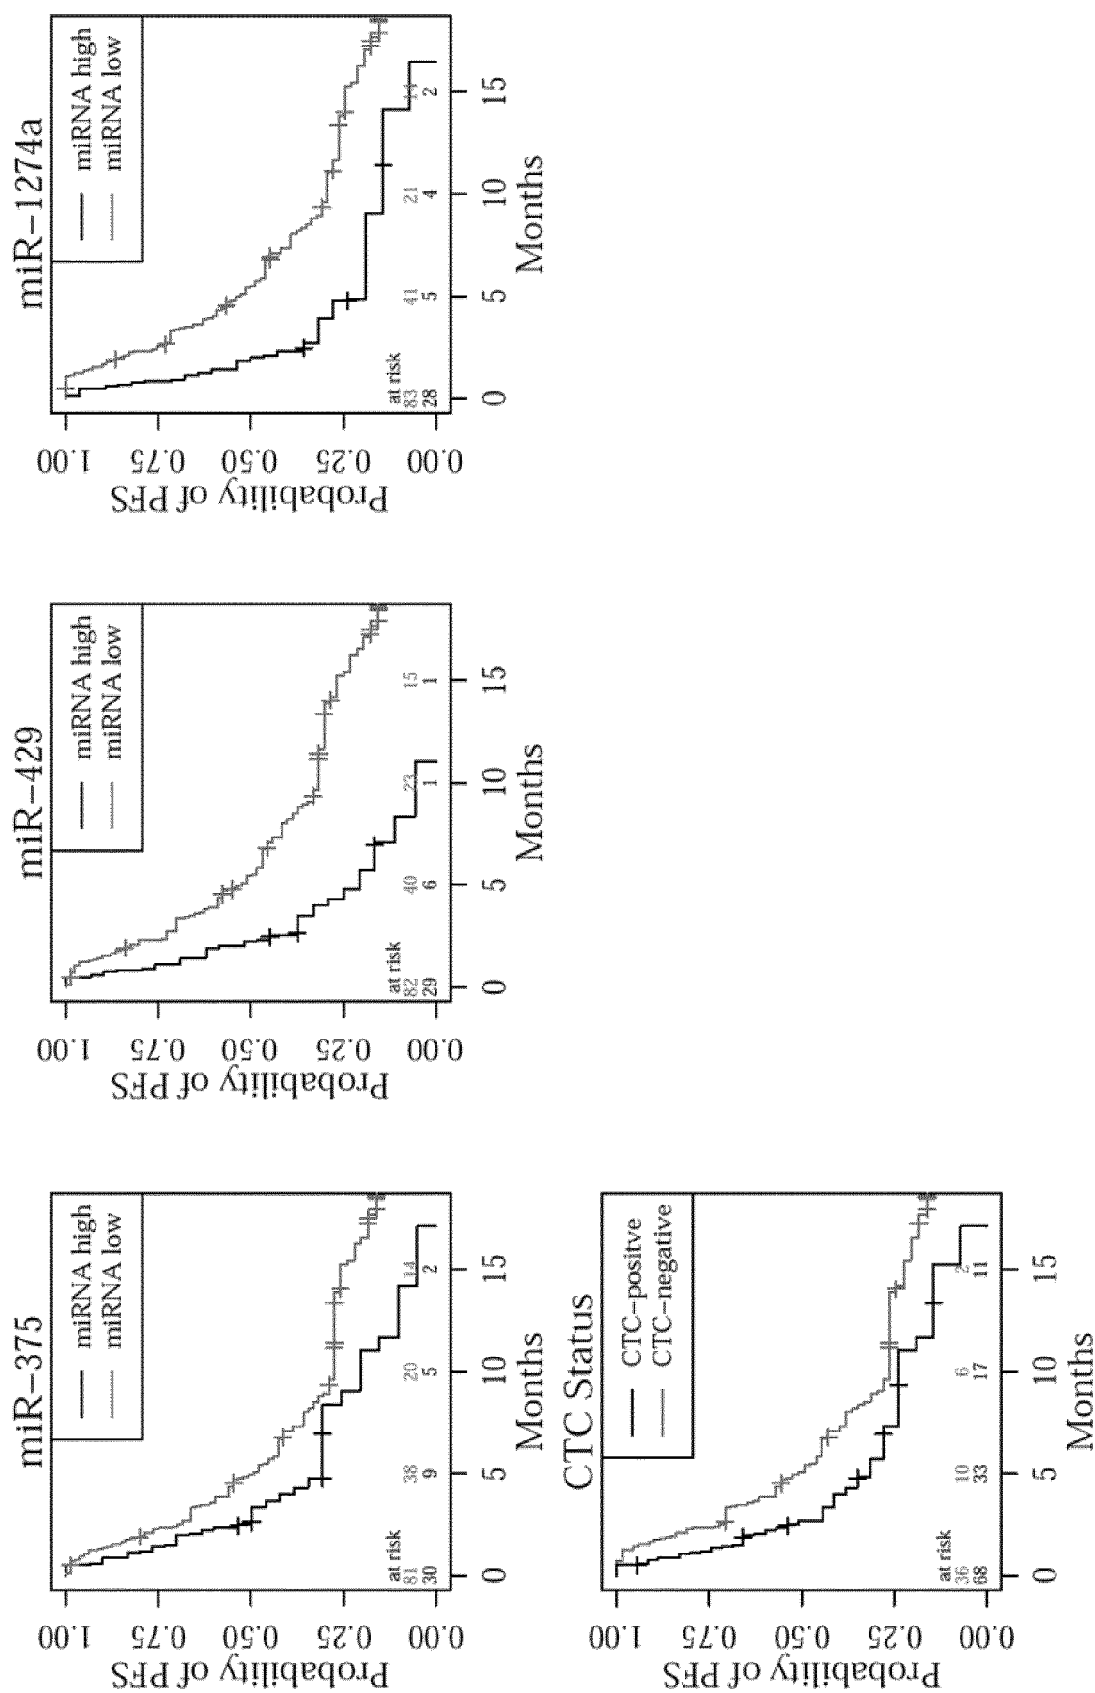 miR−375
Probability of PFS
1.00
0.75
0.50
0.25
0.00
miRNA high
miRNA low
at risk
81 38 20 14
30 9 5 2
0 5 10 15
Months
miR−429
Probability of PFS
1.00
0.75
0.50
0.25
0.00
miRNA high
miRNA low
at risk
82 40 23 15
29 6 1 1
0 5 10 15
Months
miR−1274a
Probability of PFS
1.00
0.75
0.50
0.25
0.00
miRNA high
miRNA low
at risk
83 41 21 14
28 5 4 2
0 5 10 15
Months
CTC Status
Probability of PFS
1.00
0.75
0.50
0.25
0.00
CTC−positve
CTC−negative
at risk
36 10 6 2
68 33 17 11
0 5 10 15
Months